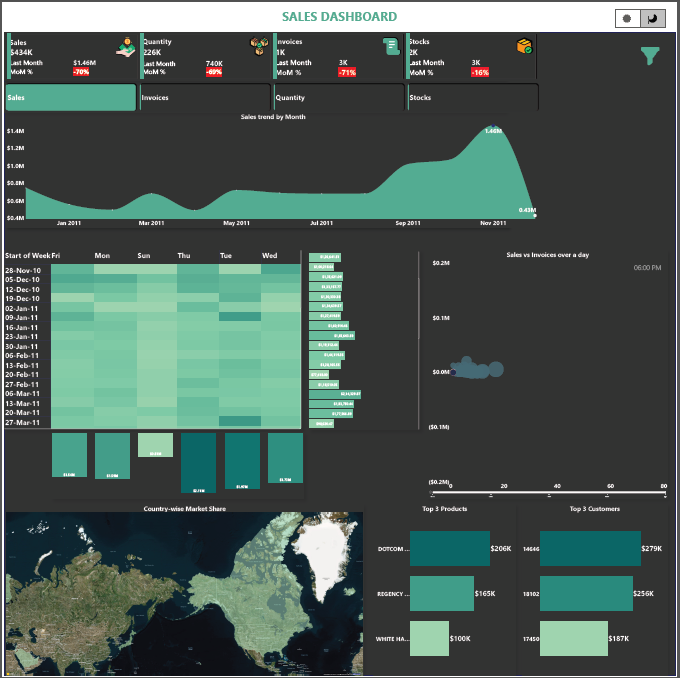 SALES DASHBOARD
Sales
$434K
Last Month $1.46M
MoM % -70%
Quantity
226K
Last Month 740K
MoM % -69%
Invoices
1K
Last Month 3K
MoM % -71%
Stocks
2K
Last Month 3K
MoM % -16%
Sales Invoices Quantity Stocks
Sales trend by Month
$1.4M
$1.2M
$1.0M
$0.8M
$0.6M
$0.4M
1.46M
0.43M
Jan 2011 Mar 2011 May 2011 Jul 2011 Sep 2011 Nov 2011
Start of Week Fri Mon Sun Thu Tue Wed
28-Nov-10
05-Dec-10
12-Dec-10
19-Dec-10
02-Jan-11
09-Jan-11
16-Jan-11
23-Jan-11
30-Jan-11
06-Feb-11
13-Feb-11
20-Feb-11
27-Feb-11
06-Mar-11
13-Mar-11
20-Mar-11
27-Mar-11
Sales vs Invoices over a day
06:00 PM
$0.2M
$0.1M
$0.0M
($0.1M)
($0.2M)
0 20 40 60 80
Country-wise Market Share
Top 3 Products
DOTCOM ... $206K
REGENCY ... $165K
WHITE HA... $100K
Top 3 Customers
14646 $279K
18102 $256K
17450 $187K